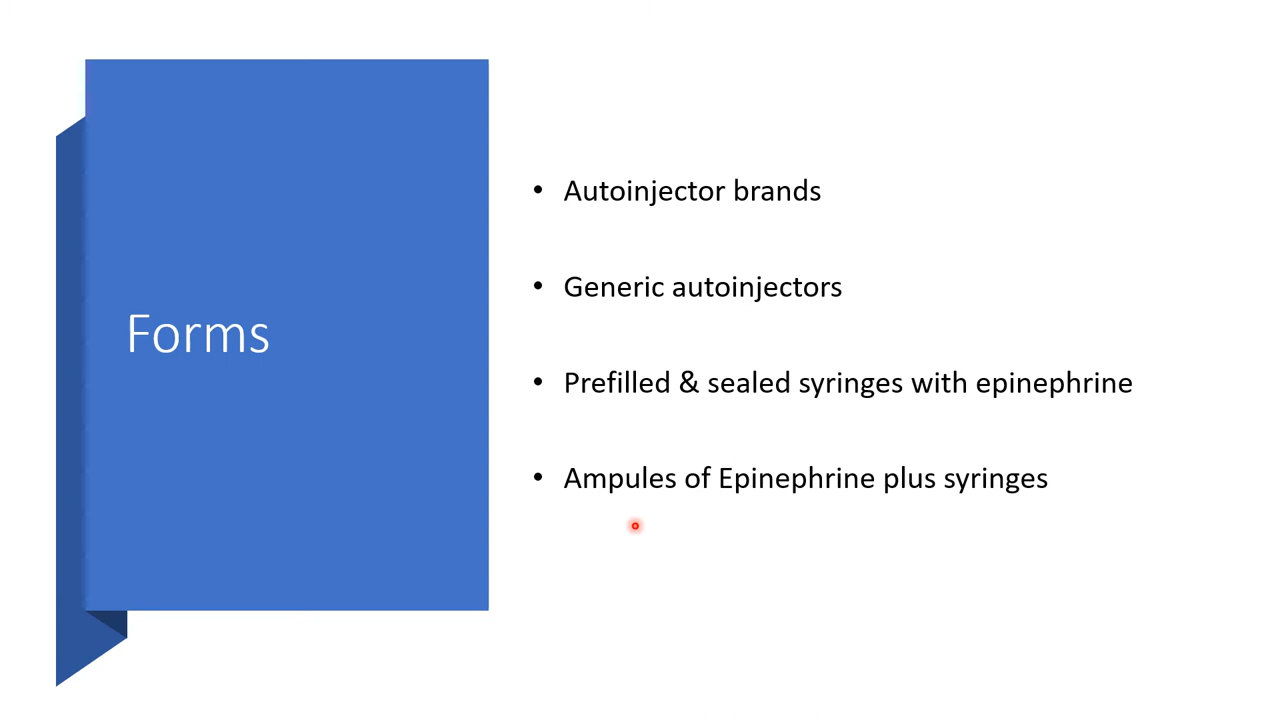 Forms
• Autoinjector brands
• Generic autoinjectors
• Prefilled & sealed syringes with epinephrine
• Ampules of Epinephrine plus syringes